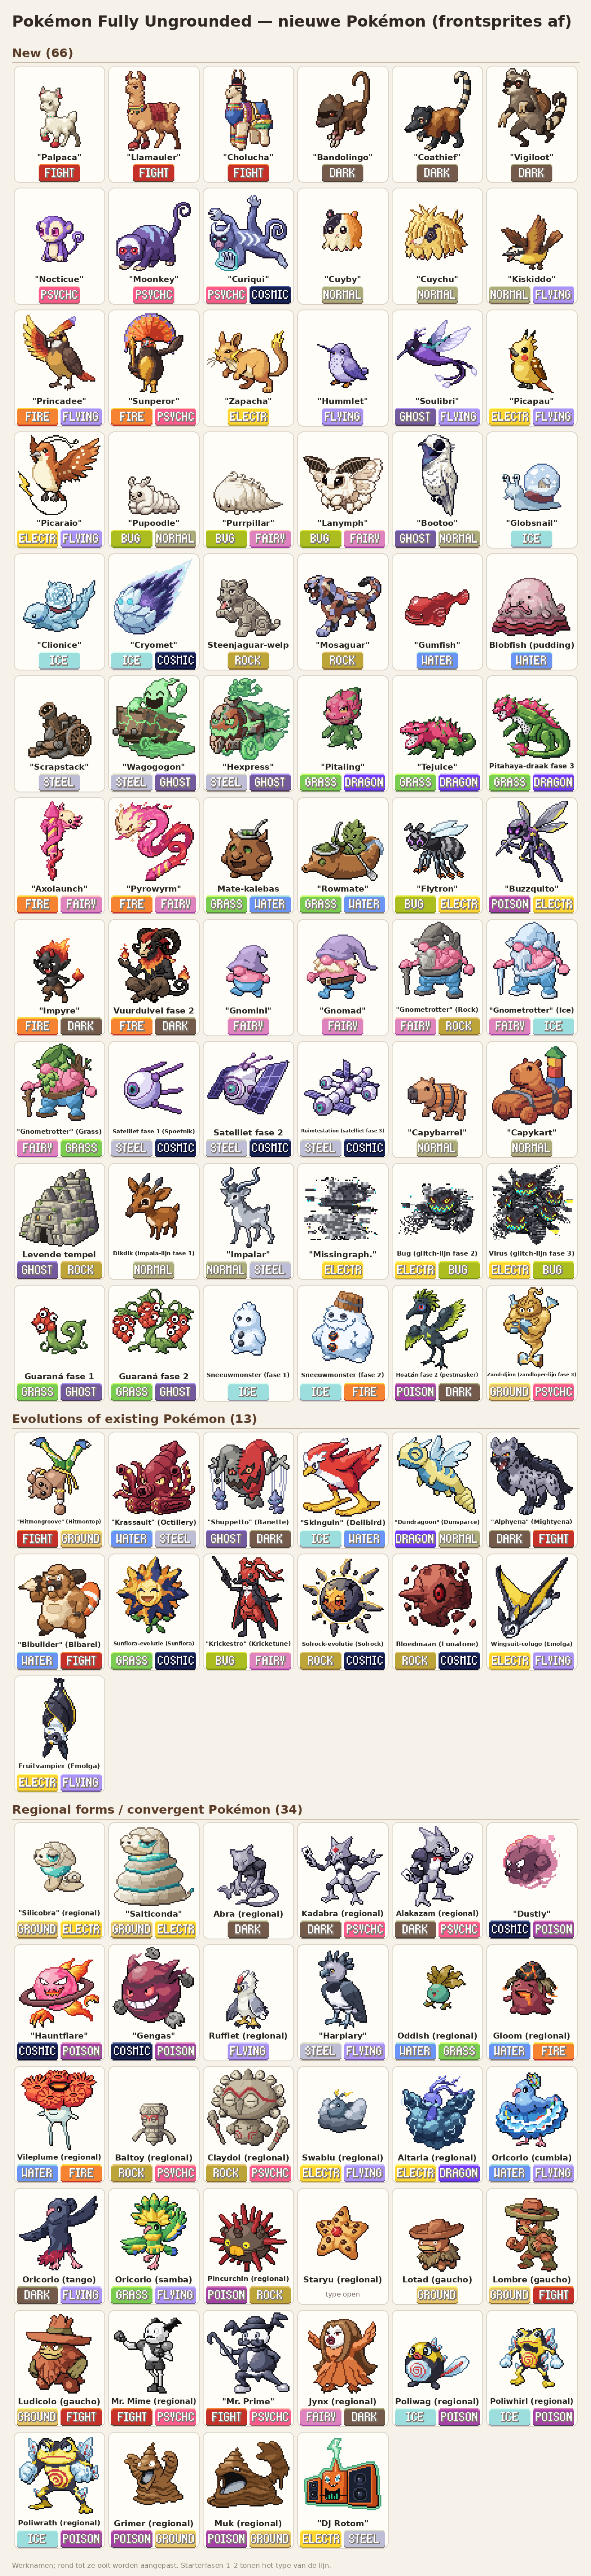 Pokémon Fully Ungrounded — nieuwe Pokémon (frontsprites af)
New (66)
"Palpaca" "Llamauler" "Cholucha" "Bandolingo" "Coathief" "Vigiloot"
FIGHT FIGHT FIGHT DARK DARK DARK
"Nocticue" "Moonkey" "Curiqui" "Cuyby" "Cuychu" "Kiskiddo"
PSYCHC PSYCHC PSYCHC COSMIC NORMAL NORMAL NORMAL FLYING
"Princadee" "Sunperor" "Zapacha" "Hummlet" "Soulibri" "Picapau"
FIRE FLYING FIRE PSYCHC ELECTR FLYING GHOST FLYING ELECTR FLYING
"Picaraio" "Pupoodle" "Purrpillar" "Lanymph" "Bootoo" "Globsnail"
ELECTR FLYING BUG NORMAL BUG FAIRY BUG FAIRY GHOST NORMAL ICE
"Clionice" "Cryomet" Steenjaguar-welp "Mosaguar" "Gumfish" Blobfish (pudding)
ICE ICE COSMIC ROCK ROCK WATER WATER
"Scrapstack" "Wagogogon" "Hexpress" "Pitaling" "Tejuice" Pitahaya-draak fase 3
STEEL STEEL GHOST STEEL GHOST GRASS DRAGON GRASS DRAGON GRASS DRAGON
"Axolaunch" "Pyrowyrm" Mate-kalebas "Rowmate" "Flytron" "Buzzquito"
FIRE FAIRY FIRE FAIRY GRASS WATER GRASS WATER BUG ELECTR POISON ELECTR
"Impyre" Vuurduivel fase 2 "Gnomini" "Gnomad" "Gnometrotter" (Rock) "Gnometrotter" (Ice)
FIRE DARK FIRE DARK FAIRY FAIRY FAIRY ROCK FAIRY ICE
"Gnometrotter" (Grass) Satelliet fase 1 (Spoetnik) Satelliet fase 2 Ruimtestation (satelliet fase 3) "Capybarrel" "Capykart"
FAIRY GRASS STEEL COSMIC STEEL COSMIC STEEL COSMIC NORMAL NORMAL
Levende tempel Dikdik (impala-lijn fase 1) "Impalar" "Missingraph." Bug (glitch-lijn fase 2) Virus (glitch-lijn fase 3)
GHOST ROCK NORMAL NORMAL STEEL ELECTR ELECTR BUG ELECTR BUG
Guaraná fase 1 Guaraná fase 2 Sneeuwmonster (fase 1) Sneeuwmonster (fase 2) Hoatzin fase 2 (pestmasker) Zand-djinn (zandloper-lijn fase 3)
GRASS GHOST GRASS GHOST ICE ICE FIRE POISON DARK GROUND PSYCHC
Evolutions of existing Pokémon (13)
"Hitmongroove" (Hitmontop) "Krassault" (Octillery) "Shuppetto" (Banette) "Skinguin" (Delibird) "Dundragoon" (Dunsparce) "Alphyena" (Mightyena)
FIGHT GROUND WATER STEEL GHOST DARK ICE WATER DRAGON NORMAL DARK FIGHT
"Bibuilder" (Bibarel) Sunflora-evolutie (Sunflora) "Krickestro" (Kricketune) Solrock-evolutie (Solrock) Bloedmaan (Lunatone) Wingsuit-colugo (Emolga)
WATER FIGHT GRASS COSMIC BUG FAIRY ROCK COSMIC ROCK COSMIC ELECTR FLYING
Fruitvampier (Emolga)
ELECTR FLYING
Regional forms / convergent Pokémon (34)
"Silicobra" (regional) "Salticonda" Abra (regional) Kadabra (regional) Alakazam (regional) "Dustly"
GROUND ELECTR GROUND ELECTR DARK DARK PSYCHC DARK PSYCHC COSMIC POISON
"Hauntflare" "Gengas" Rufflet (regional) "Harpiary" Oddish (regional) Gloom (regional)
COSMIC POISON COSMIC POISON FLYING STEEL FLYING WATER GRASS WATER FIRE
Vileplume (regional) Baltoy (regional) Claydol (regional) Swablu (regional) Altaria (regional) Oricorio (cumbia)
WATER FIRE ROCK PSYCHC ROCK PSYCHC ELECTR FLYING ELECTR DRAGON WATER FLYING
Oricorio (tango) Oricorio (samba) Pincurchin (regional) Staryu (regional) Lotad (gaucho) Lombre (gaucho)
DARK FLYING GRASS FLYING POISON ROCK type open GROUND GROUND FIGHT
Ludicolo (gaucho) Mr. Mime (regional) "Mr. Prime" Jynx (regional) Poliwag (regional) Poliwhirl (regional)
GROUND FIGHT FIGHT PSYCHC FIGHT PSYCHC FAIRY DARK ICE POISON ICE POISON
Poliwrath (regional) Grimer (regional) Muk (regional) "DJ Rotom"
ICE POISON POISON GROUND POISON GROUND ELECTR STEEL
Werknamen; rond tot ze ooit worden aangepast. Starterfasen 1–2 tonen het type van de lijn.